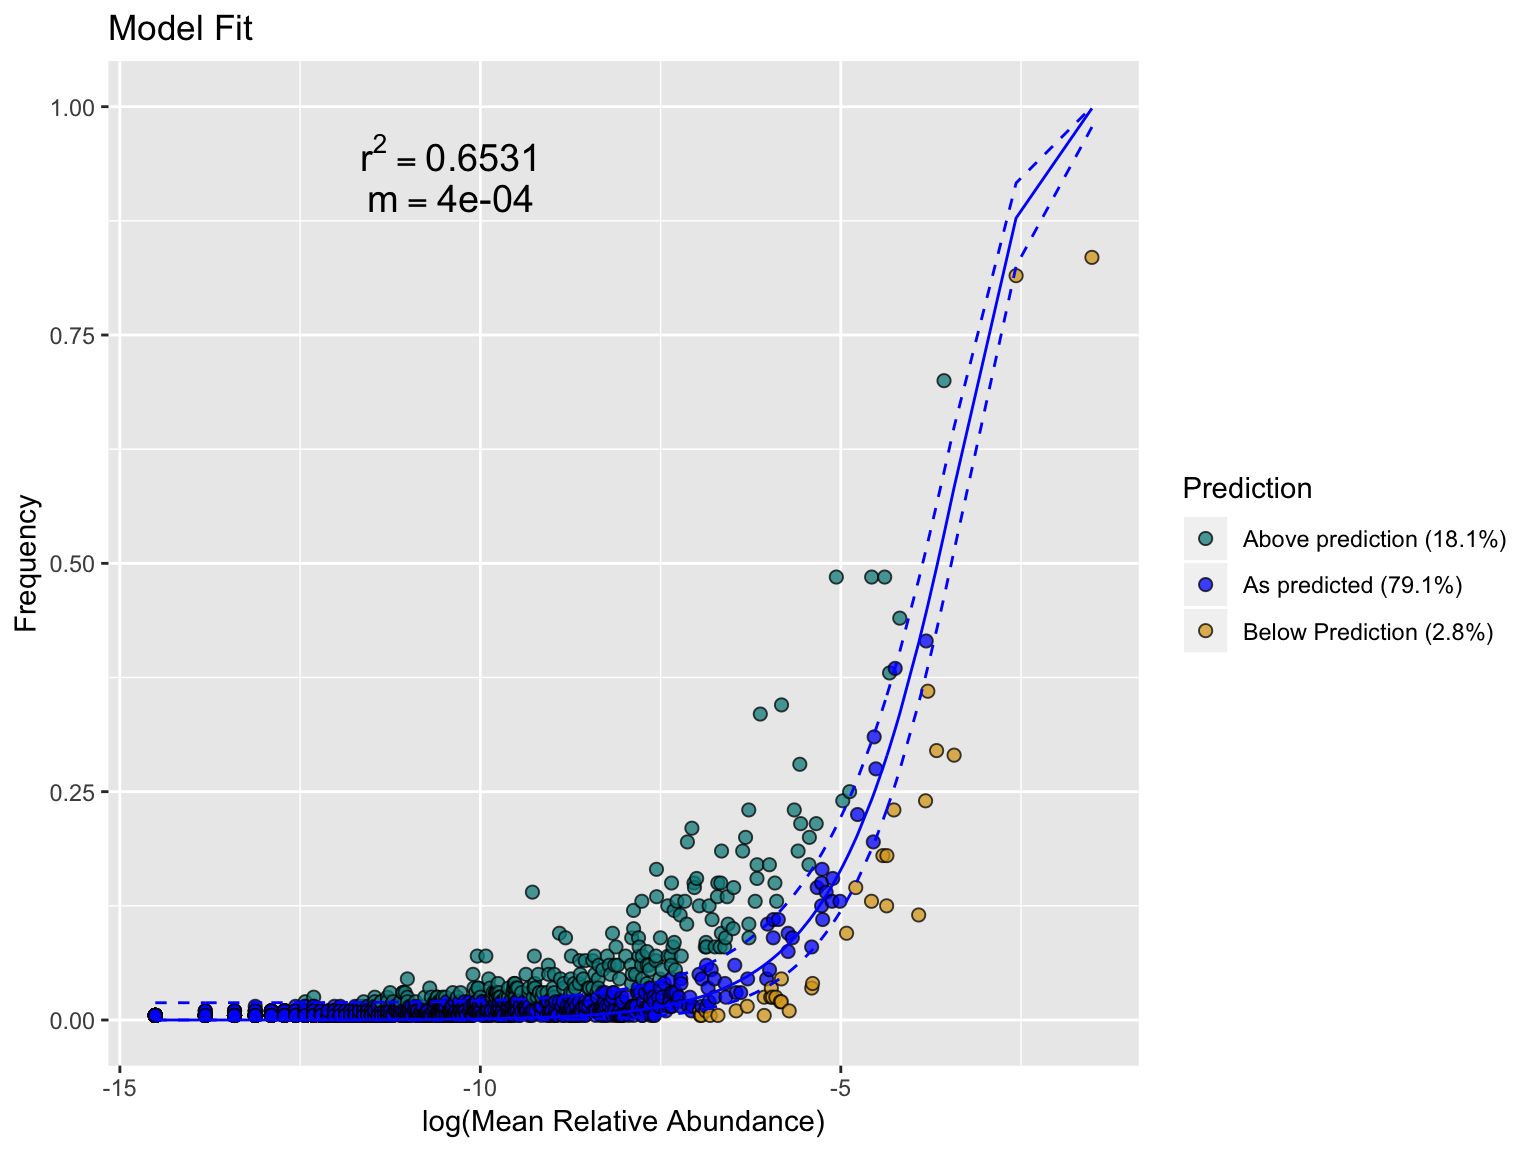 Model Fit
r² = 0.6531
m = 4e-04
1.00
0.75
0.50
0.25
0.00
Frequency
-15
-10
-5
log(Mean Relative Abundance)
Prediction
Above prediction (18.1%)
As predicted (79.1%)
Below Prediction (2.8%)